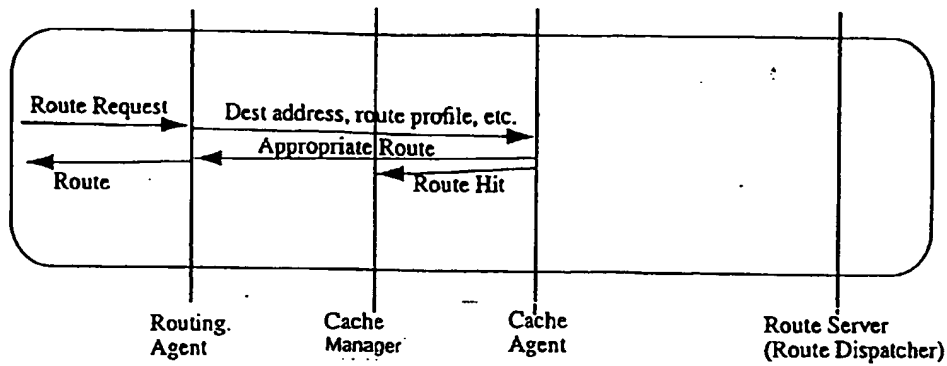 Route Request
Dest address, route profile, etc.
Appropriate Route
Route
Route Hit
Routing.
Agent
Cache
Manager
Cache
Agent
Route Server
(Route Dispatcher)